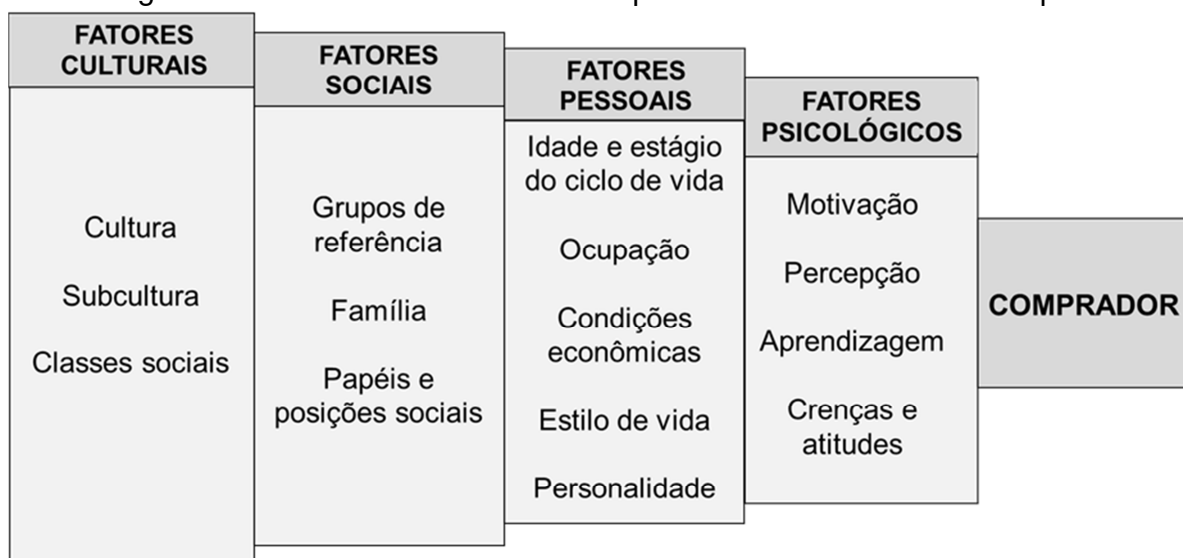 FATORES
CULTURAIS
Cultura
Subcultura
Classes sociais
FATORES
SOCIAIS
Grupos de
referência
Família
Papéis e
posições sociais
FATORES
PESSOAIS
Idade e estágio
do ciclo de vida
Ocupação
Condições
econômicas
Estilo de vida
Personalidade
FATORES
PSICOLÓGICOS
Motivação
Percepção
Aprendizagem
Crenças e
atitudes
COMPRADOR